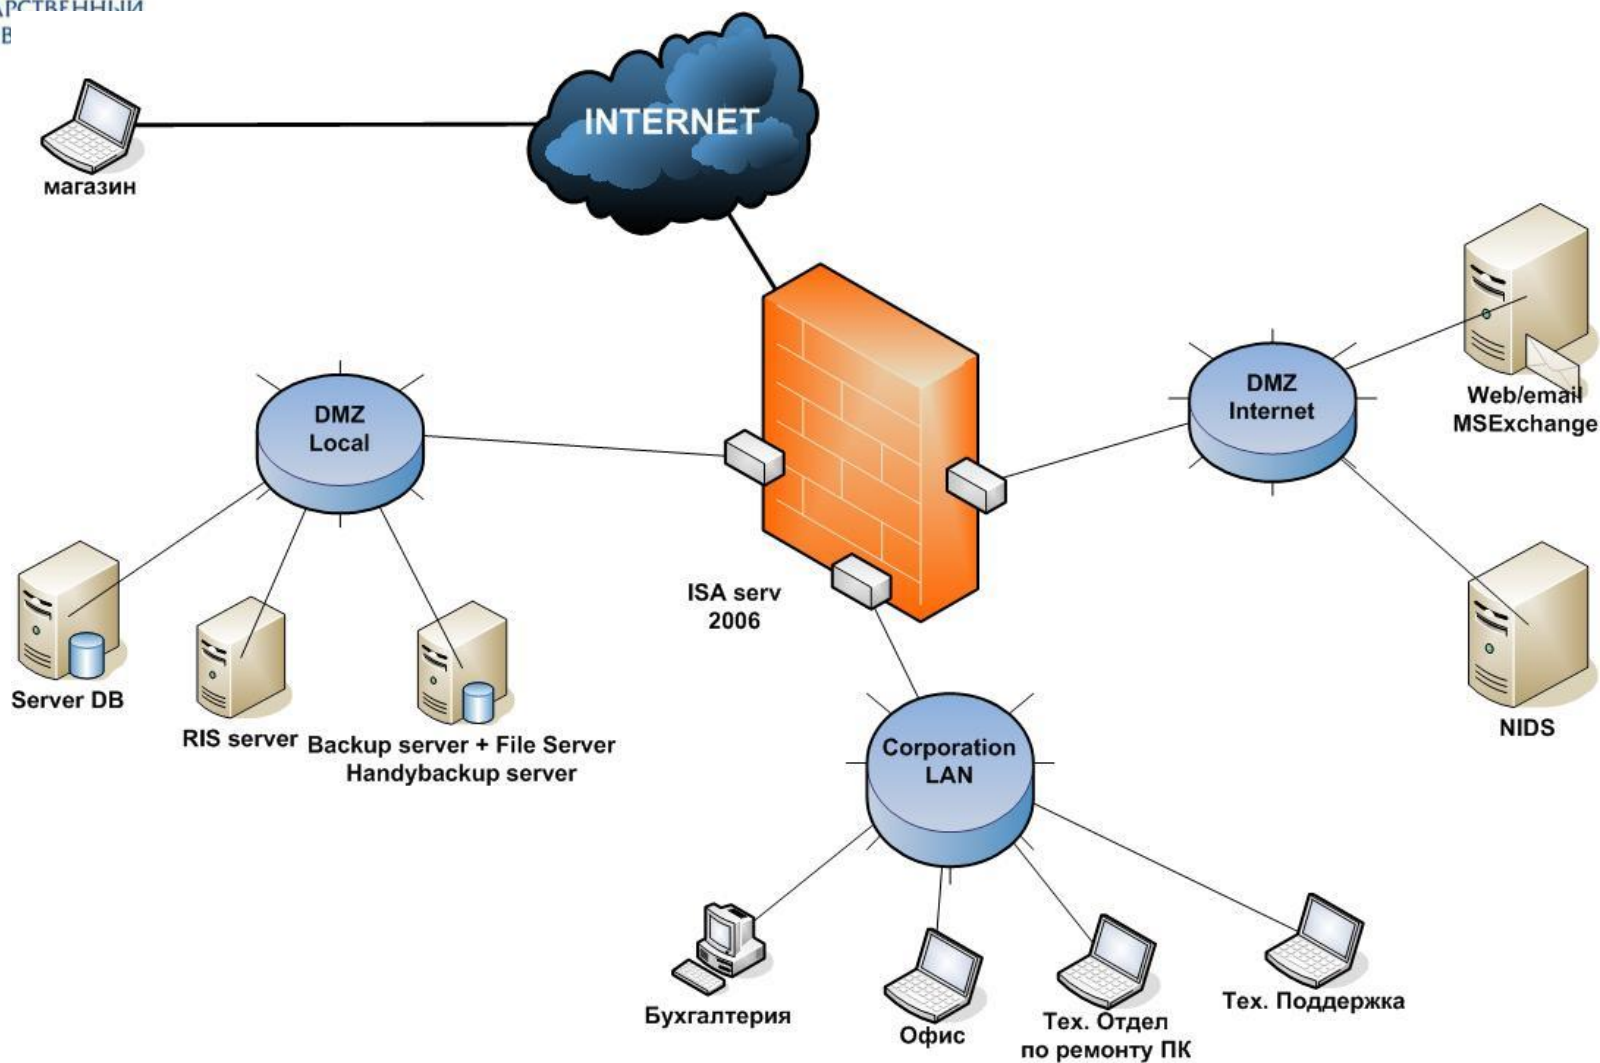 INTERNET
магазин
DMZ
Local
DMZ
Internet
Web/email
MSExchange
ISA serv
2006
Server DB
RIS server
Backup server + File Server
Handybackup server
NIDS
Corporation
LAN
Бухгалтерия
Офис
Тех. Отдел
по ремонту ПК
Тех. Поддержка